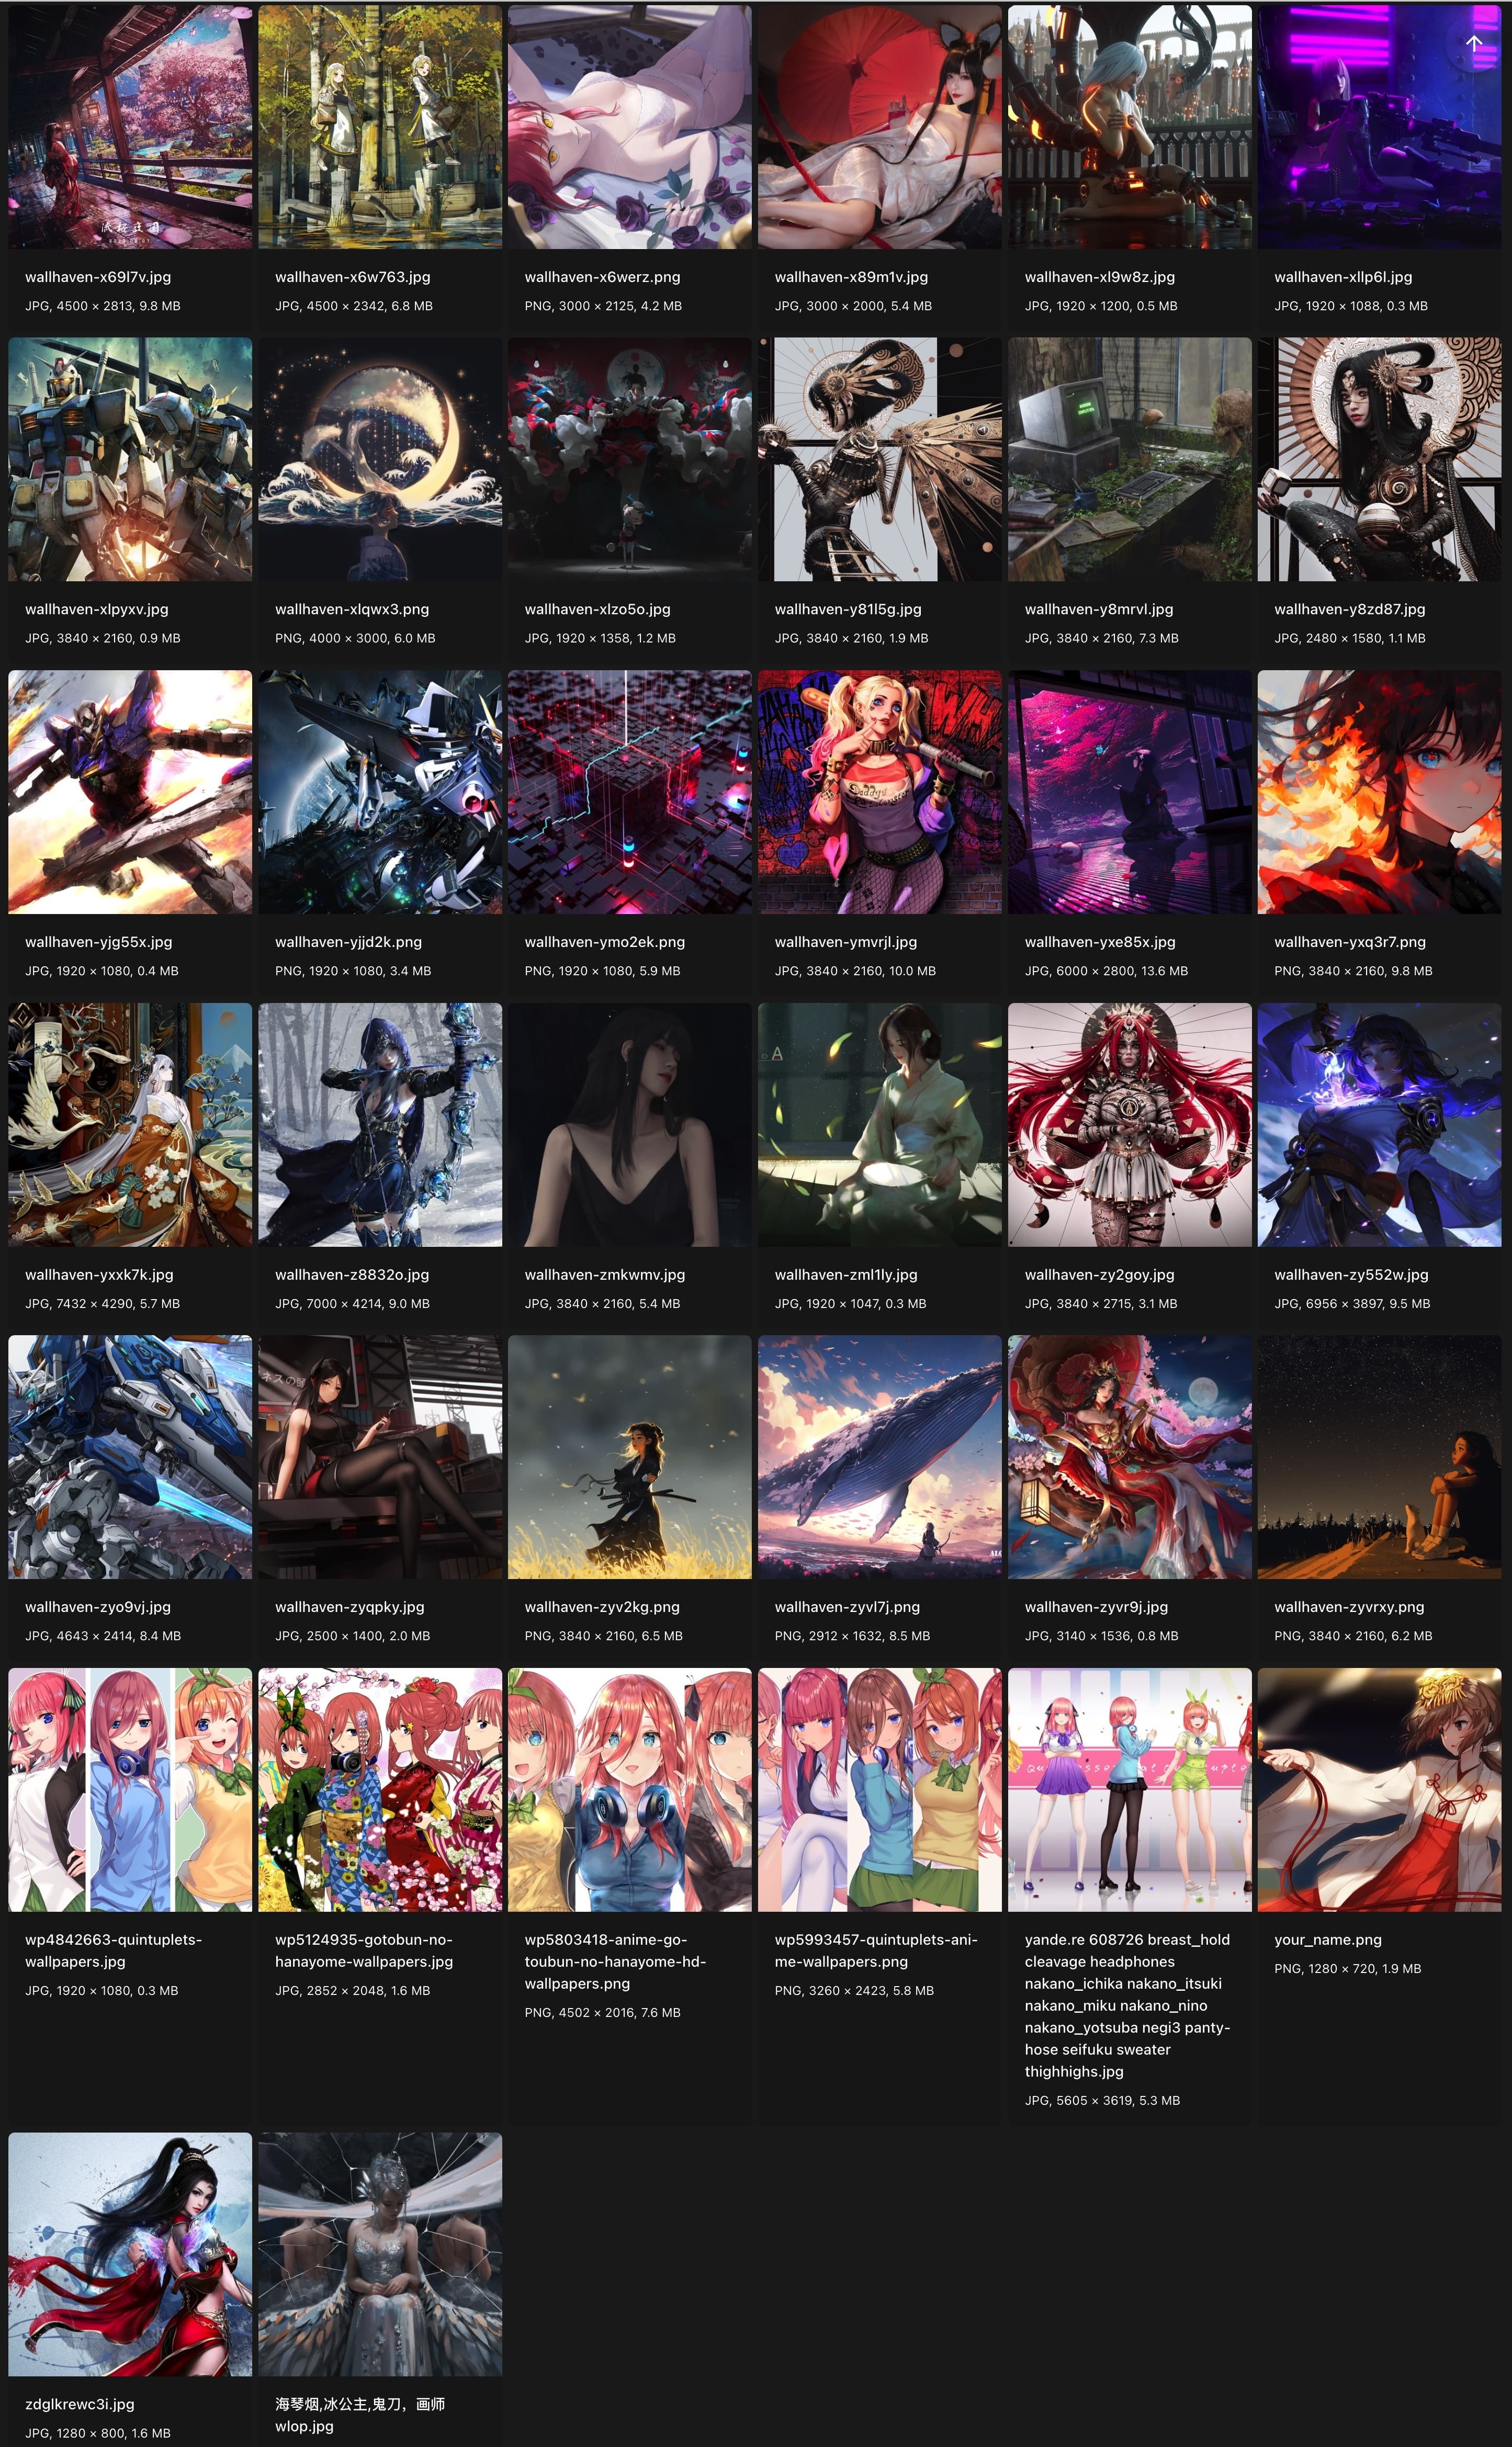 wallhaven-x69l7v.jpg
JPG, 4500 × 2813, 9.8 MB
wallhaven-x6w763.jpg
JPG, 4500 × 2342, 6.8 MB
wallhaven-x6werz.png
PNG, 3000 × 2125, 4.2 MB
wallhaven-x89m1v.jpg
JPG, 3000 × 2000, 5.4 MB
wallhaven-xl9w8z.jpg
JPG, 1920 × 1200, 0.5 MB
wallhaven-xllp6l.jpg
JPG, 1920 × 1088, 0.3 MB
wallhaven-xlpyxv.jpg
JPG, 3840 × 2160, 0.9 MB
wallhaven-xlqwx3.png
PNG, 4000 × 3000, 6.0 MB
wallhaven-xlzo5o.jpg
JPG, 1920 × 1358, 1.2 MB
wallhaven-y81l5g.jpg
JPG, 3840 × 2160, 1.9 MB
wallhaven-y8mrvl.jpg
JPG, 3840 × 2160, 7.3 MB
wallhaven-y8zd87.jpg
JPG, 2480 × 1580, 1.1 MB
wallhaven-yjg55x.jpg
JPG, 1920 × 1080, 0.4 MB
wallhaven-yjjd2k.png
PNG, 1920 × 1080, 3.4 MB
wallhaven-ymo2ek.png
PNG, 1920 × 1080, 5.9 MB
wallhaven-ymvrjl.jpg
JPG, 3840 × 2160, 10.0 MB
wallhaven-yxe85x.jpg
JPG, 6000 × 2800, 13.6 MB
wallhaven-yxq3r7.png
PNG, 3840 × 2160, 9.8 MB
wallhaven-yxxk7k.jpg
JPG, 7432 × 4290, 5.7 MB
wallhaven-z8832o.jpg
JPG, 7000 × 4214, 9.0 MB
wallhaven-zmkwmv.jpg
JPG, 3840 × 2160, 5.4 MB
wallhaven-zml1ly.jpg
JPG, 1920 × 1047, 0.3 MB
wallhaven-zy2goy.jpg
JPG, 3840 × 2715, 3.1 MB
wallhaven-zy552w.jpg
JPG, 6956 × 3897, 9.5 MB
wallhaven-zyo9vj.jpg
JPG, 4643 × 2414, 8.4 MB
wallhaven-zyqpky.jpg
JPG, 2500 × 1400, 2.0 MB
wallhaven-zyv2kg.png
PNG, 3840 × 2160, 6.5 MB
wallhaven-zyvl7j.png
PNG, 2912 × 1632, 8.5 MB
wallhaven-zyvr9j.jpg
JPG, 3140 × 1536, 0.8 MB
wallhaven-zyvrxy.png
PNG, 3840 × 2160, 6.2 MB
wp4842663-quintuplets-
wallpapers.jpg
JPG, 1920 × 1080, 0.3 MB
wp5124935-gotobun-no-
hanayome-wallpapers.jpg
JPG, 2852 × 2048, 1.6 MB
wp5803418-anime-go-
toubun-no-hanayome-hd-
wallpapers.png
PNG, 4502 × 2016, 7.6 MB
wp5993457-quintuplets-ani-
me-wallpapers.png
PNG, 3260 × 2423, 5.8 MB
yande.re 608726 breast_hold
cleavage headphones
nakano_ichika nakano_itsuki
nakano_miku nakano_nino
nakano_yotsuba negi3 panty-
hose seifuku sweater
thighhighs.jpg
JPG, 5605 × 3619, 5.3 MB
your_name.png
PNG, 1280 × 720, 1.9 MB
zdglkrewc3i.jpg
JPG, 1280 × 800, 1.6 MB
海琴烟,冰公主,鬼刀，画师
wlop.jpg